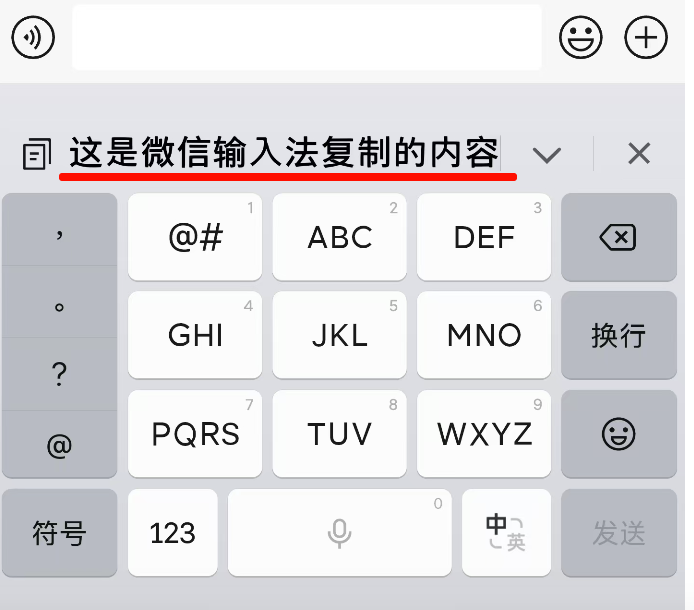 这是微信输入法复制的内容
，
@# 1
ABC 2
DEF 3
。
GHI 4
JKL 5
MNO 6
换行
？
@
PQRS 7
TUV 8
WXYZ 9
符号
123
0
中
英
发送